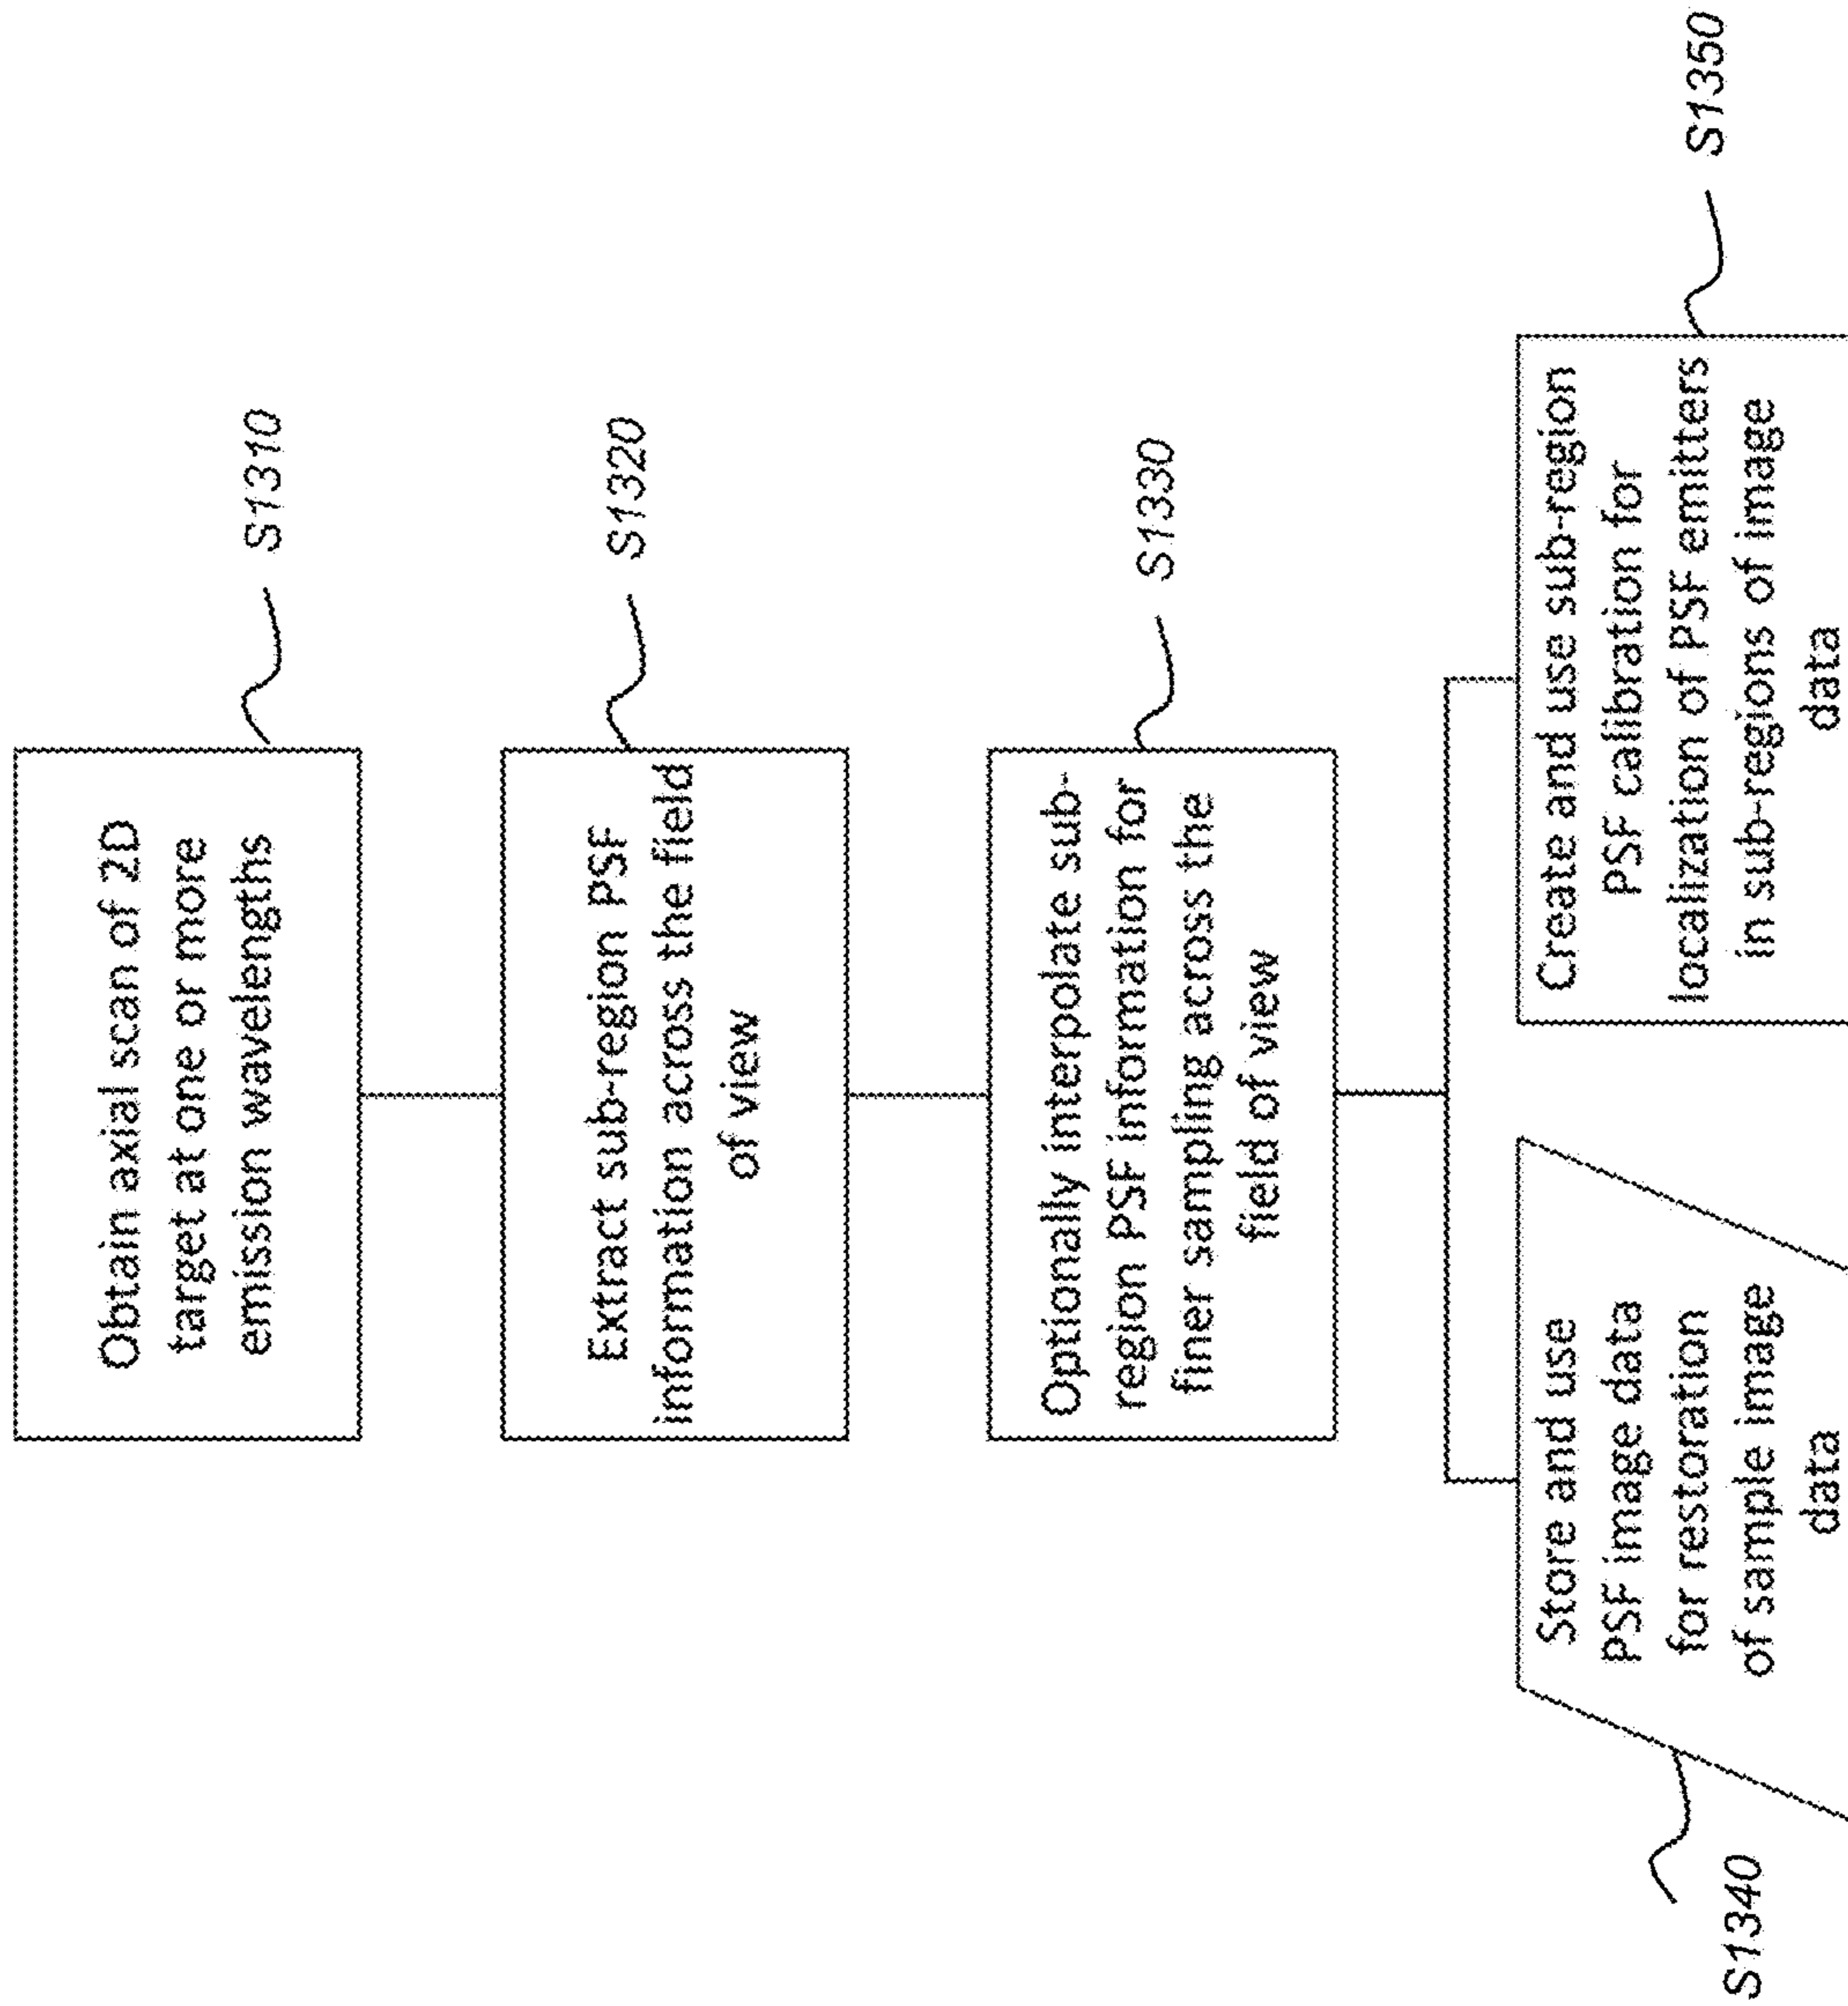 Obtain axial scan of 2D
target at one or more
emission wavelengths
S1310
Extract sub-region PSF
information across the field
of view
S1320
Optionally interpolate sub-
region PSF information for
finer sampling across the
field of view
S1330
Store and use
PSF image data
for restoration
of sample image
data
S1340
Create and use sub-region
PSF calibration for
localization of PSF emitters
in sub-regions of image
data
S1350